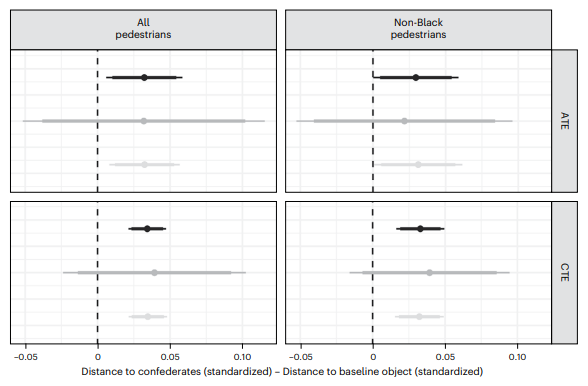 All
pedestrians
Non-Black
pedestrians
ATE
CTE
−0.05
0
0.05
0.10
−0.05
0
0.05
0.10
Distance to confederates (standardized) – Distance to baseline object (standardized)